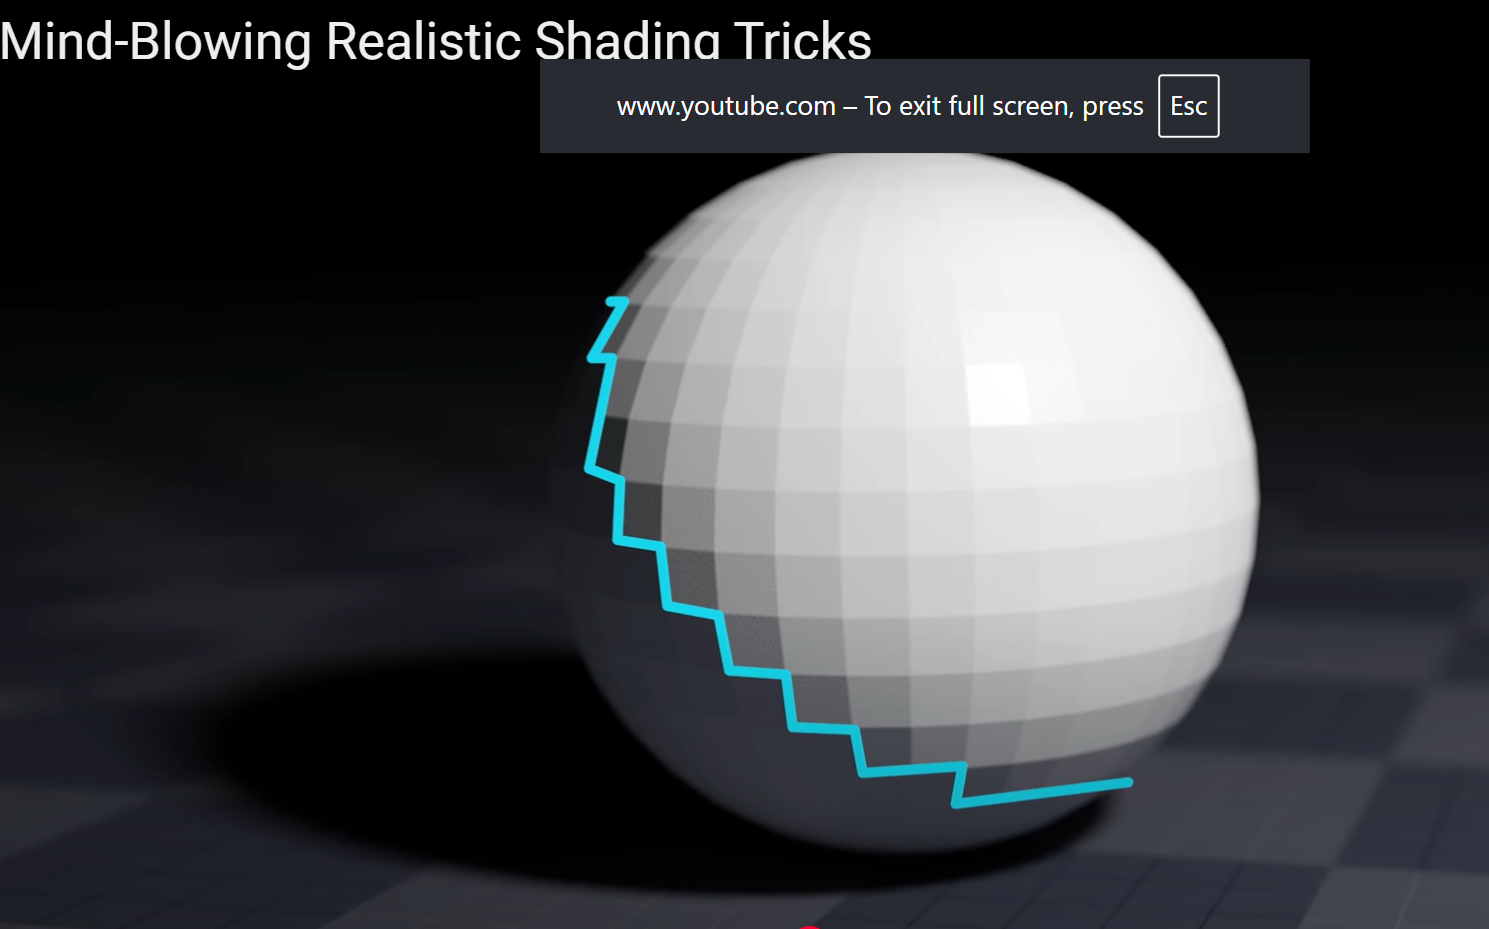 Mind-Blowing Realistic Shading Tricks
www.youtube.com – To exit full screen, press Esc